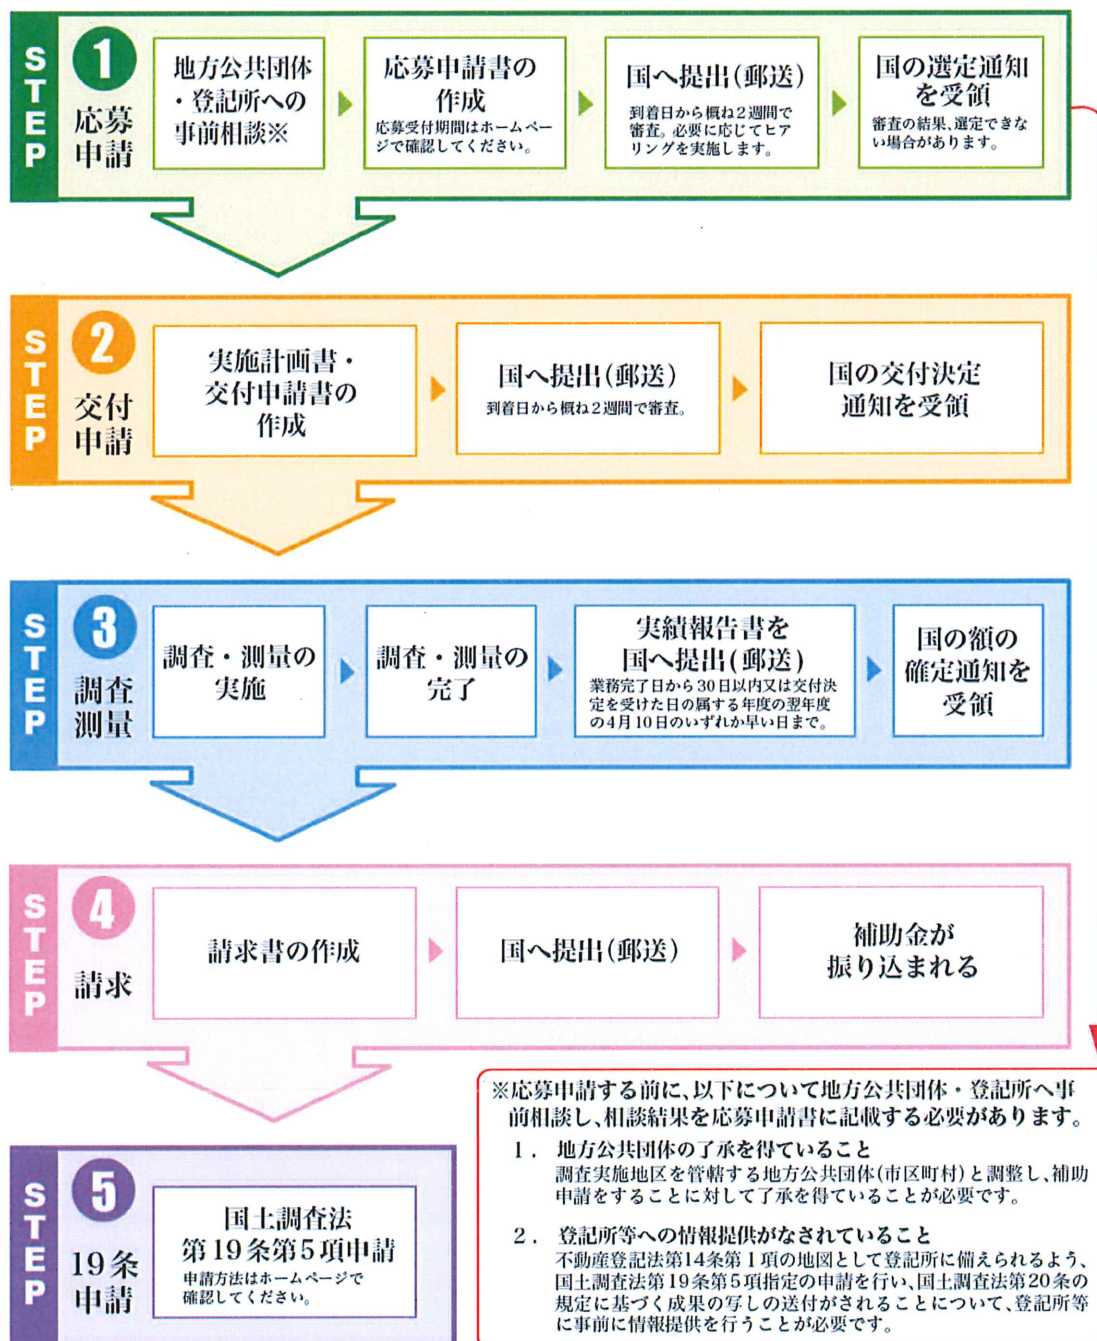 STEP
1
応募
申請
地方公共団体
・登記所への
事前相談※
応募申請書の
作成
応募受付期間はホームペー
ジで確認してください。
国へ提出(郵送)
到着日から概ね2週間で
審査。必要に応じてヒア
リングを実施します。
国の選定通知
を受領
審査の結果、選定できな
い場合があります。
STEP
2
交付
申請
実施計画書・
交付申請書の
作成
国へ提出(郵送)
到着日から概ね2週間で審査。
国の交付決定
通知を受領
STEP
3
調査
測量
調査・測量の
実施
調査・測量の
完了
実績報告書を
国へ提出(郵送)
業務完了日から30日以内又は交付決
定を受けた日の属する年度の翌年度
の4月10日のいずれか早い日まで。
国の額の
確定通知を
受領
STEP
4
請求
請求書の作成
国へ提出(郵送)
補助金が
振り込まれる
STEP
5
19条
申請
国土調査法
第19条第5項申請
申請方法はホームページで
確認してください。
※応募申請する前に、以下について地方公共団体・登記所へ事
前相談し、相談結果を応募申請書に記載する必要があります。
1. 地方公共団体の了承を得ていること
調査実施地区を管轄する地方公共団体(市区町村)と調整し、補助
申請をすることに対して了承を得ていることが必要です。
2. 登記所等への情報提供がなされていること
不動産登記法第14条第1項の地図として登記所に備えられるよう、
国土調査法第19条第5項指定の申請を行い、国土調査法第20条の
規定に基づく成果の写しの送付がされることについて、登記所等
に事前に情報提供を行うことが必要です。